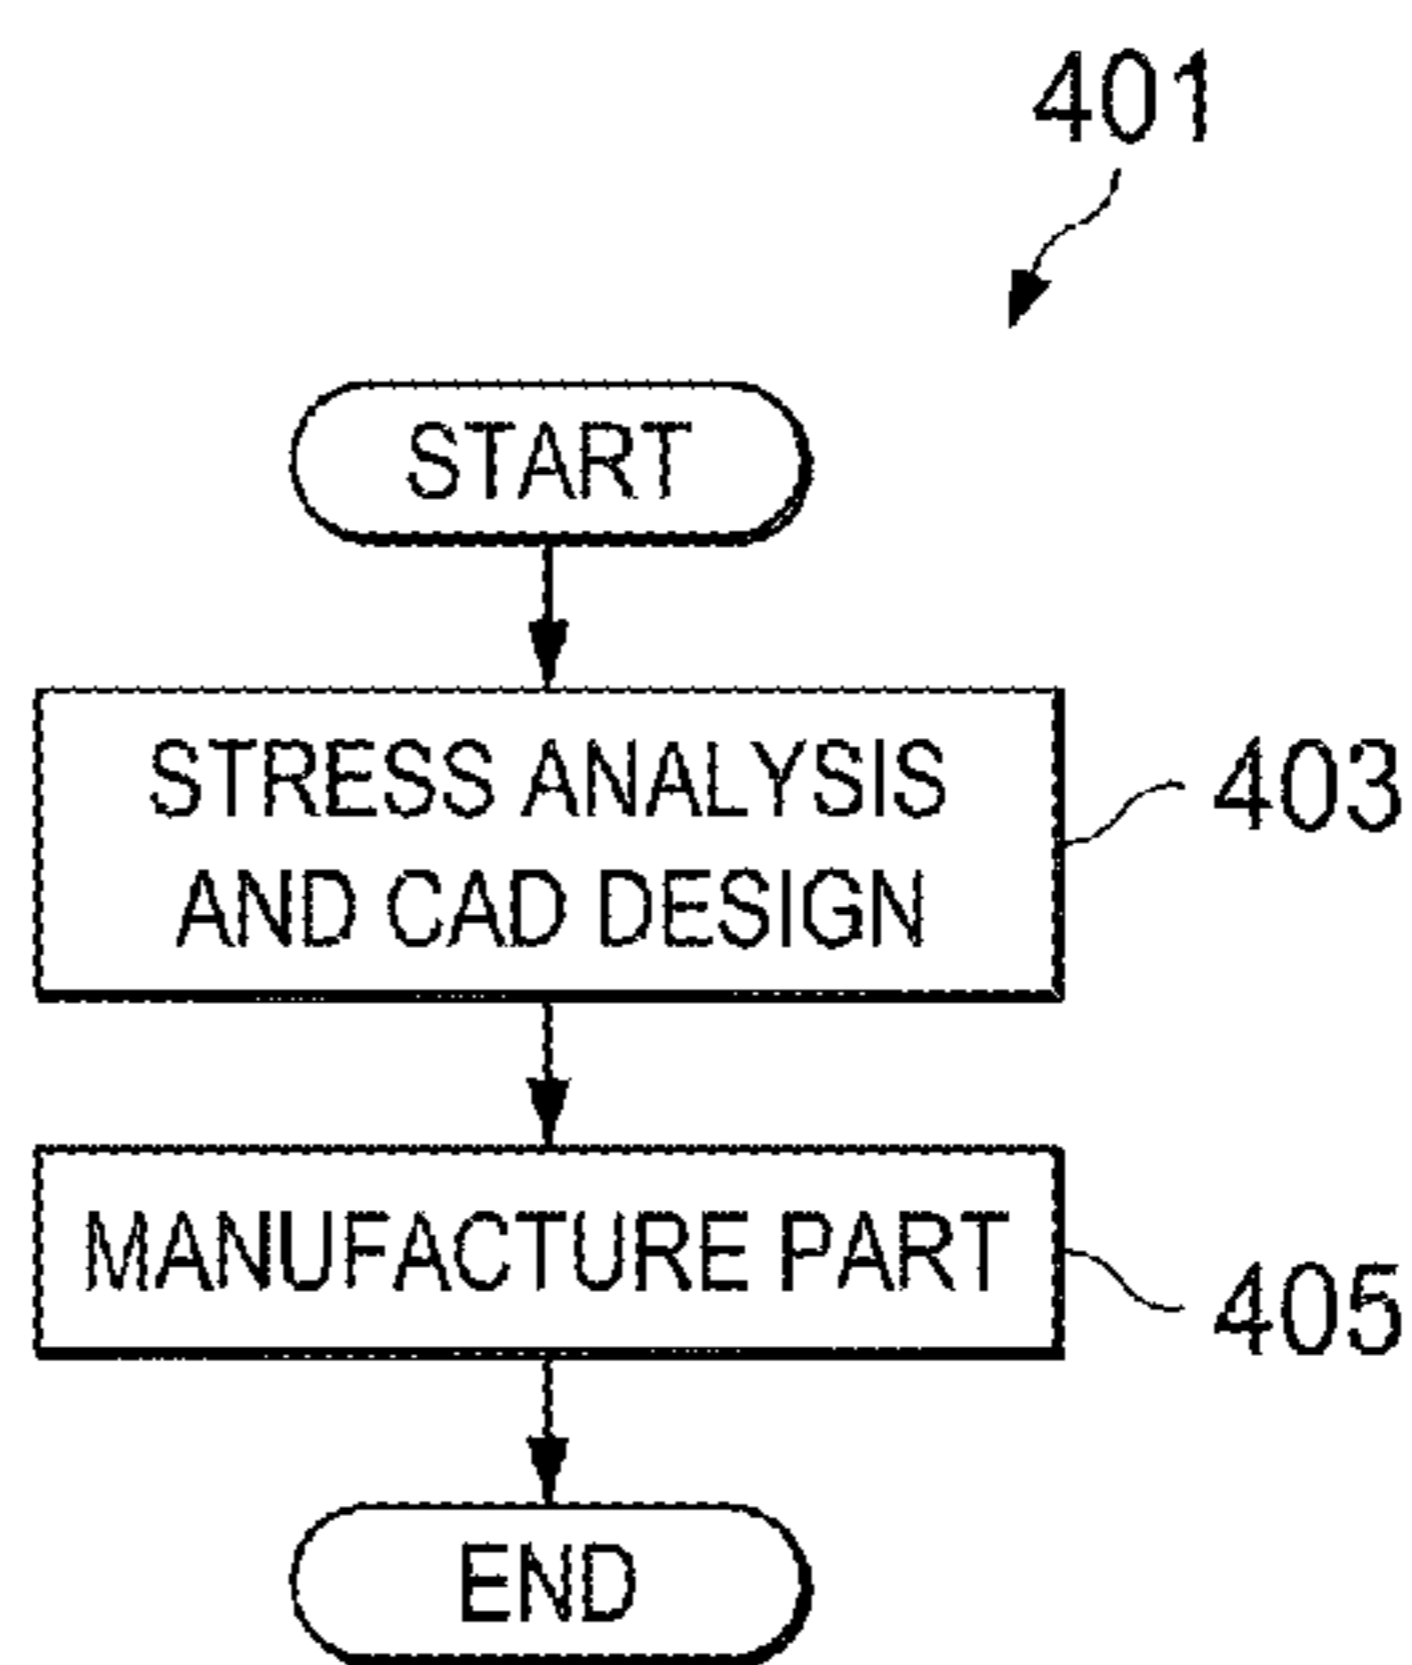 401
START
STRESS ANALYSIS
AND CAD DESIGN
403
MANUFACTURE PART
405
END